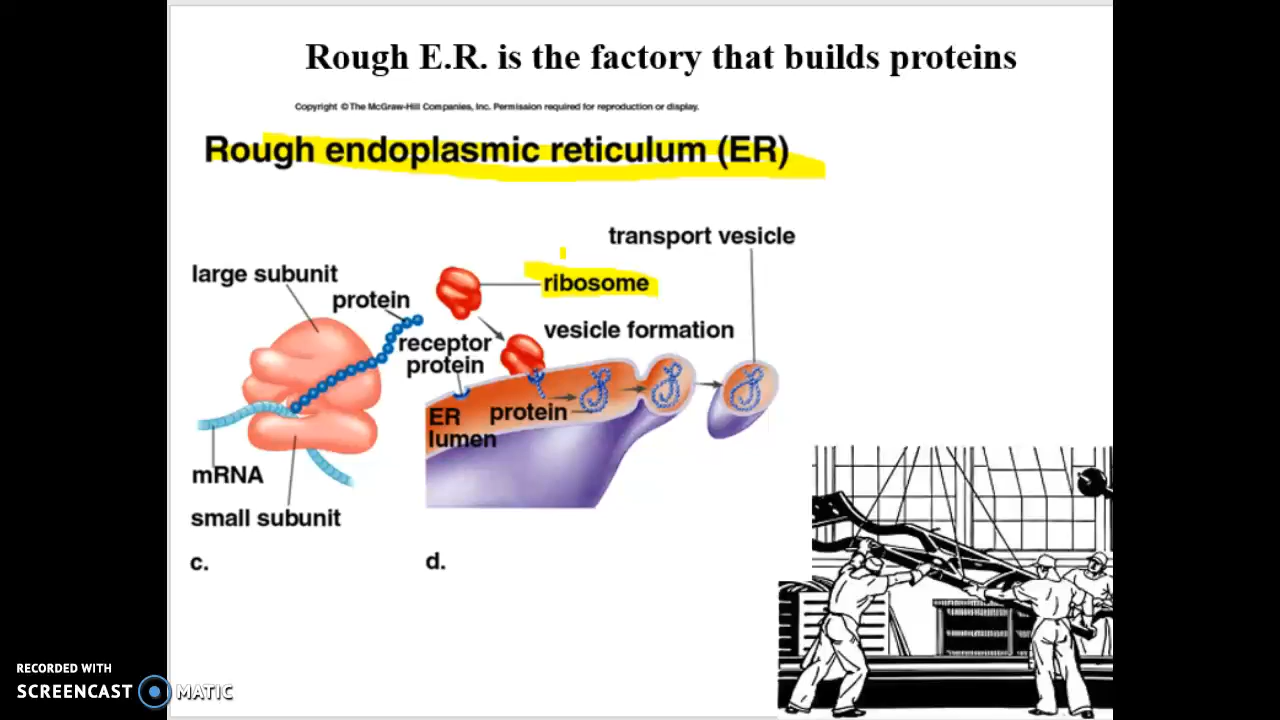 Rough E.R. is the factory that builds proteins
Copyright © The McGraw-Hill Companies, Inc. Permission required for reproduction or display.
Rough endoplasmic reticulum (ER)
transport vesicle
large subunit
ribosome
protein
vesicle formation
receptor
protein
ER
lumen
protein
mRNA
small subunit
c.
d.
RECORDED WITH
SCREENCAST MATIC